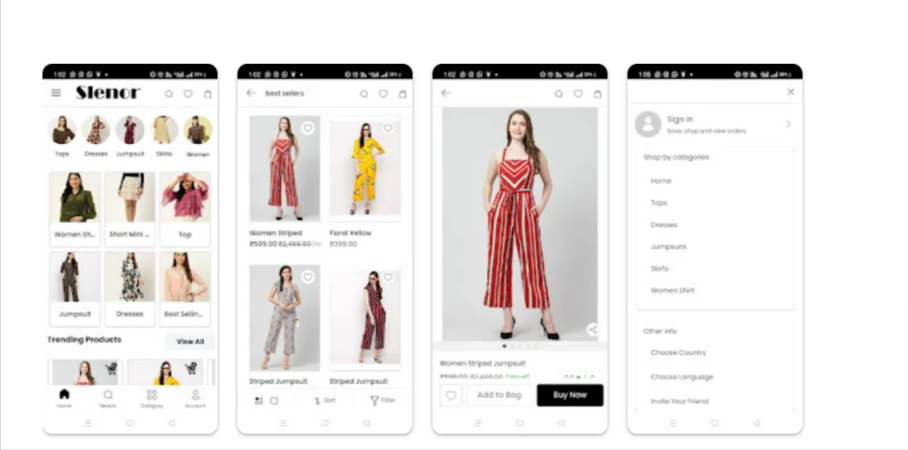 1:02
Slenor
Tops Dresses Jumpsuit Skirts Women
Women Sh... Short Mini ... Top
Jumpsuit Dresses Best Sellin...
Trending Products View All
Home Search Category Account
1:02
best sellers
Women Striped Floral Yellow
₹599.00 ₹2,499.00 ₹399.00
Striped Jumpsuit Striped Jumpsuit
Sort Filter
1:02
Women Striped Jumpsuit
₹599.00 ₹2,499.00
Add to Bag Buy Now
1:06
Sign In
Save, shop and view orders
Shop by categories
Home
Tops
Dresses
Jumpsuits
Skirts
Women Shirt
Other info
Choose Country
Choose Language
Invite Your Friend